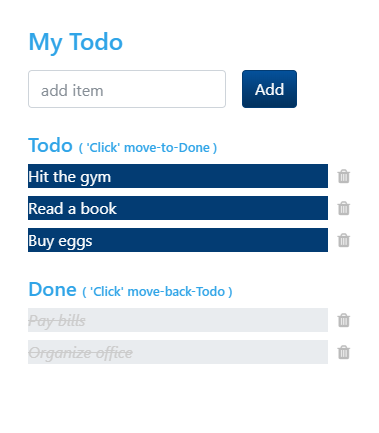 My Todo
add item
Add
Todo ( 'Click' move-to-Done )
Hit the gym
Read a book
Buy eggs
Done ( 'Click' move-back-Todo )
Pay bills
Organize office